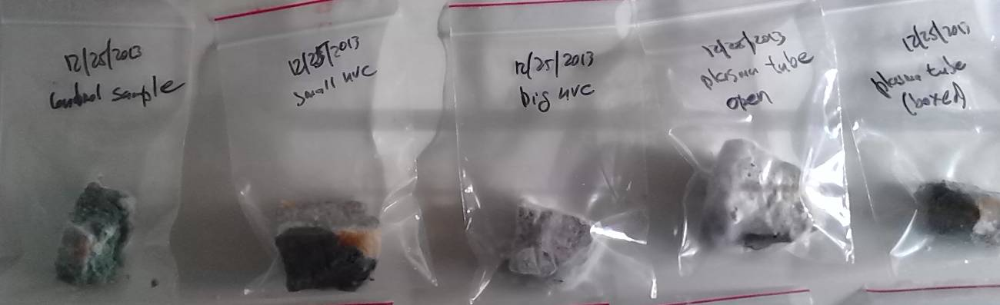 12/25/2013
Control sample
12/25/2013
small uvc
12/25/2013
big uvc
12/25/2013
plasma tube
open
12/25/2013
plasma tube
(boxed)